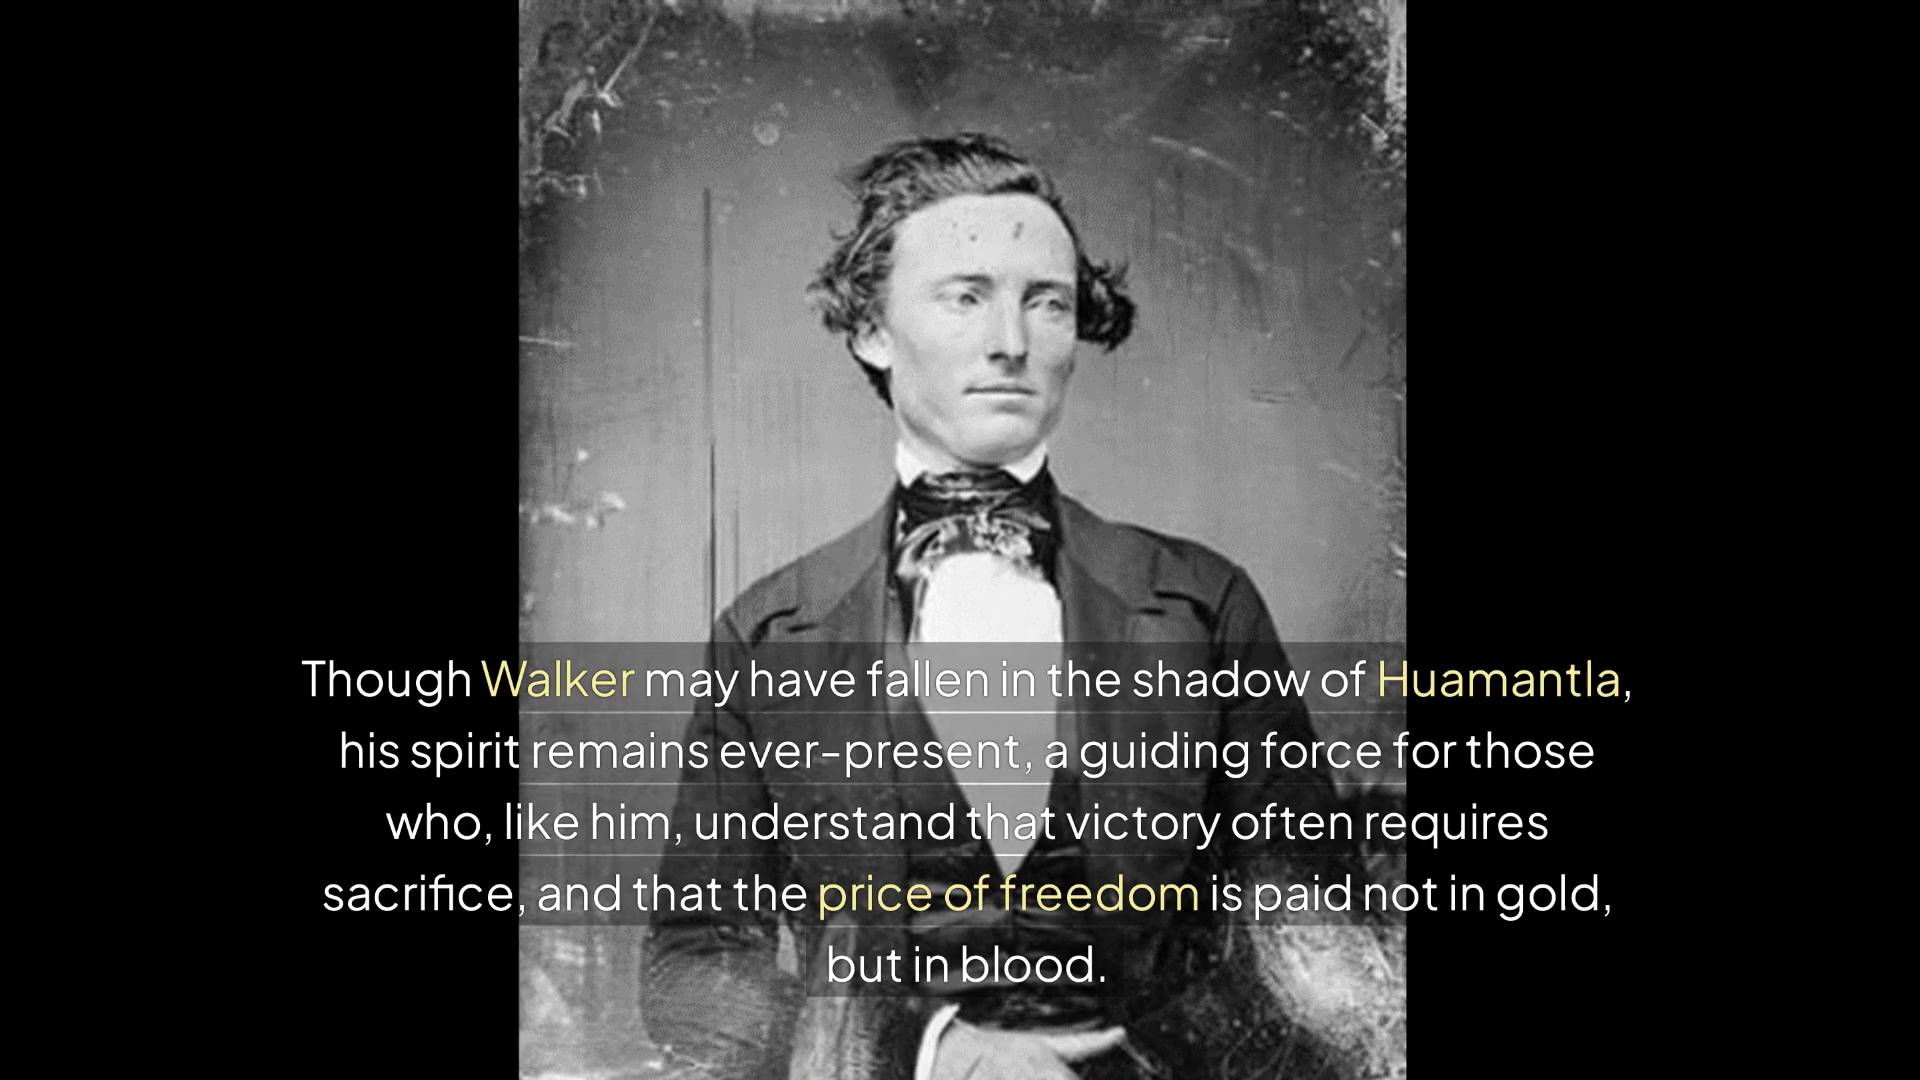 Though Walker may have fallen in the shadow of Huamantla,
his spirit remains ever-present, a guiding force for those
who, like him, understand that victory often requires
sacrifice, and that the price of freedom is paid not in gold,
but in blood.